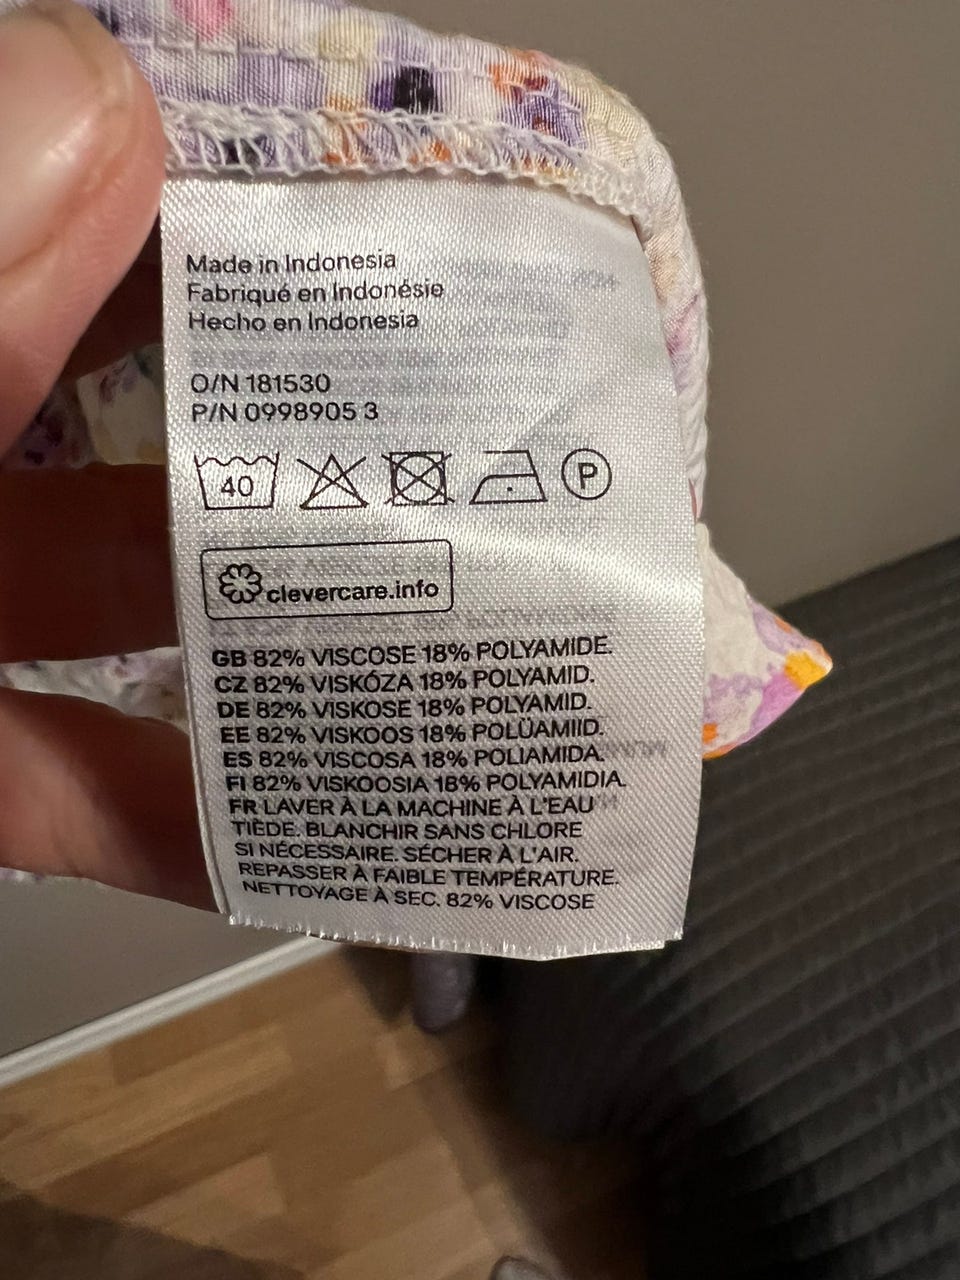 Made in Indonesia
Fabriqué en Indonésie
Hecho en Indonesia
O/N 181530
P/N 0998905 3
40 P
clevercare.info
GB 82% VISCOSE 18% POLYAMIDE.
CZ 82% VISKÓZA 18% POLYAMID.
DE 82% VISKOSE 18% POLYAMID.
EE 82% VISKOOS 18% POLÜAMIID.
ES 82% VISCOSA 18% POLIAMIDA.
FI 82% VISKOOSIA 18% POLYAMIDIA.
FR LAVER À LA MACHINE À L'EAU
TIÈDE. BLANCHIR SANS CHLORE
SI NÉCESSAIRE. SÉCHER À L'AIR.
REPASSER À FAIBLE TEMPÉRATURE.
NETTOYAGE À SEC. 82% VISCOSE